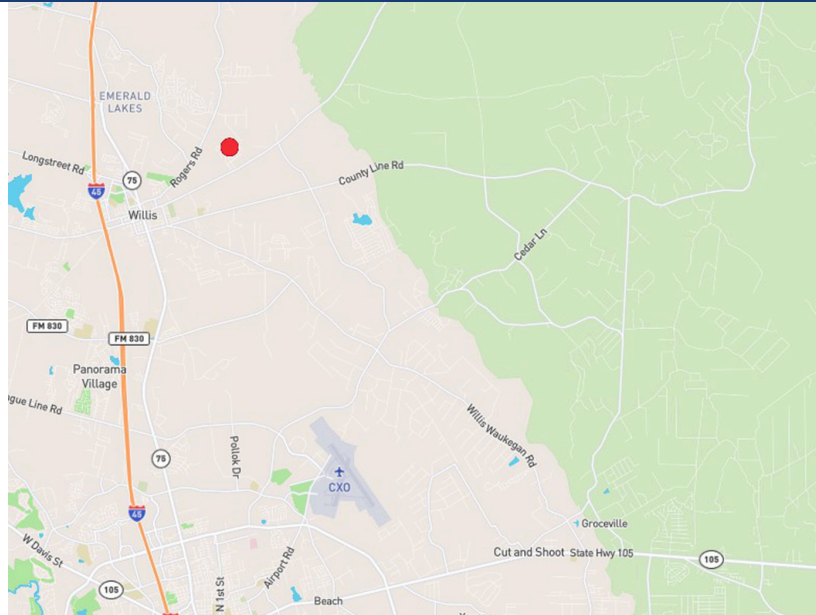 EMERALD
LAKES
Longstreet Rd
75
Rogers Rd
County Line Rd
45
Willis
Cedar Ln
FM 830
FM 830
Panorama
Village
gue Line Rd
Willis Waukegan Rd
75
Pollok Dr
CXO
45
Groceville
W Davis St
Cut and Shoot
State Hwy 105
105
Airport Rd
N 1st St
105
Beach